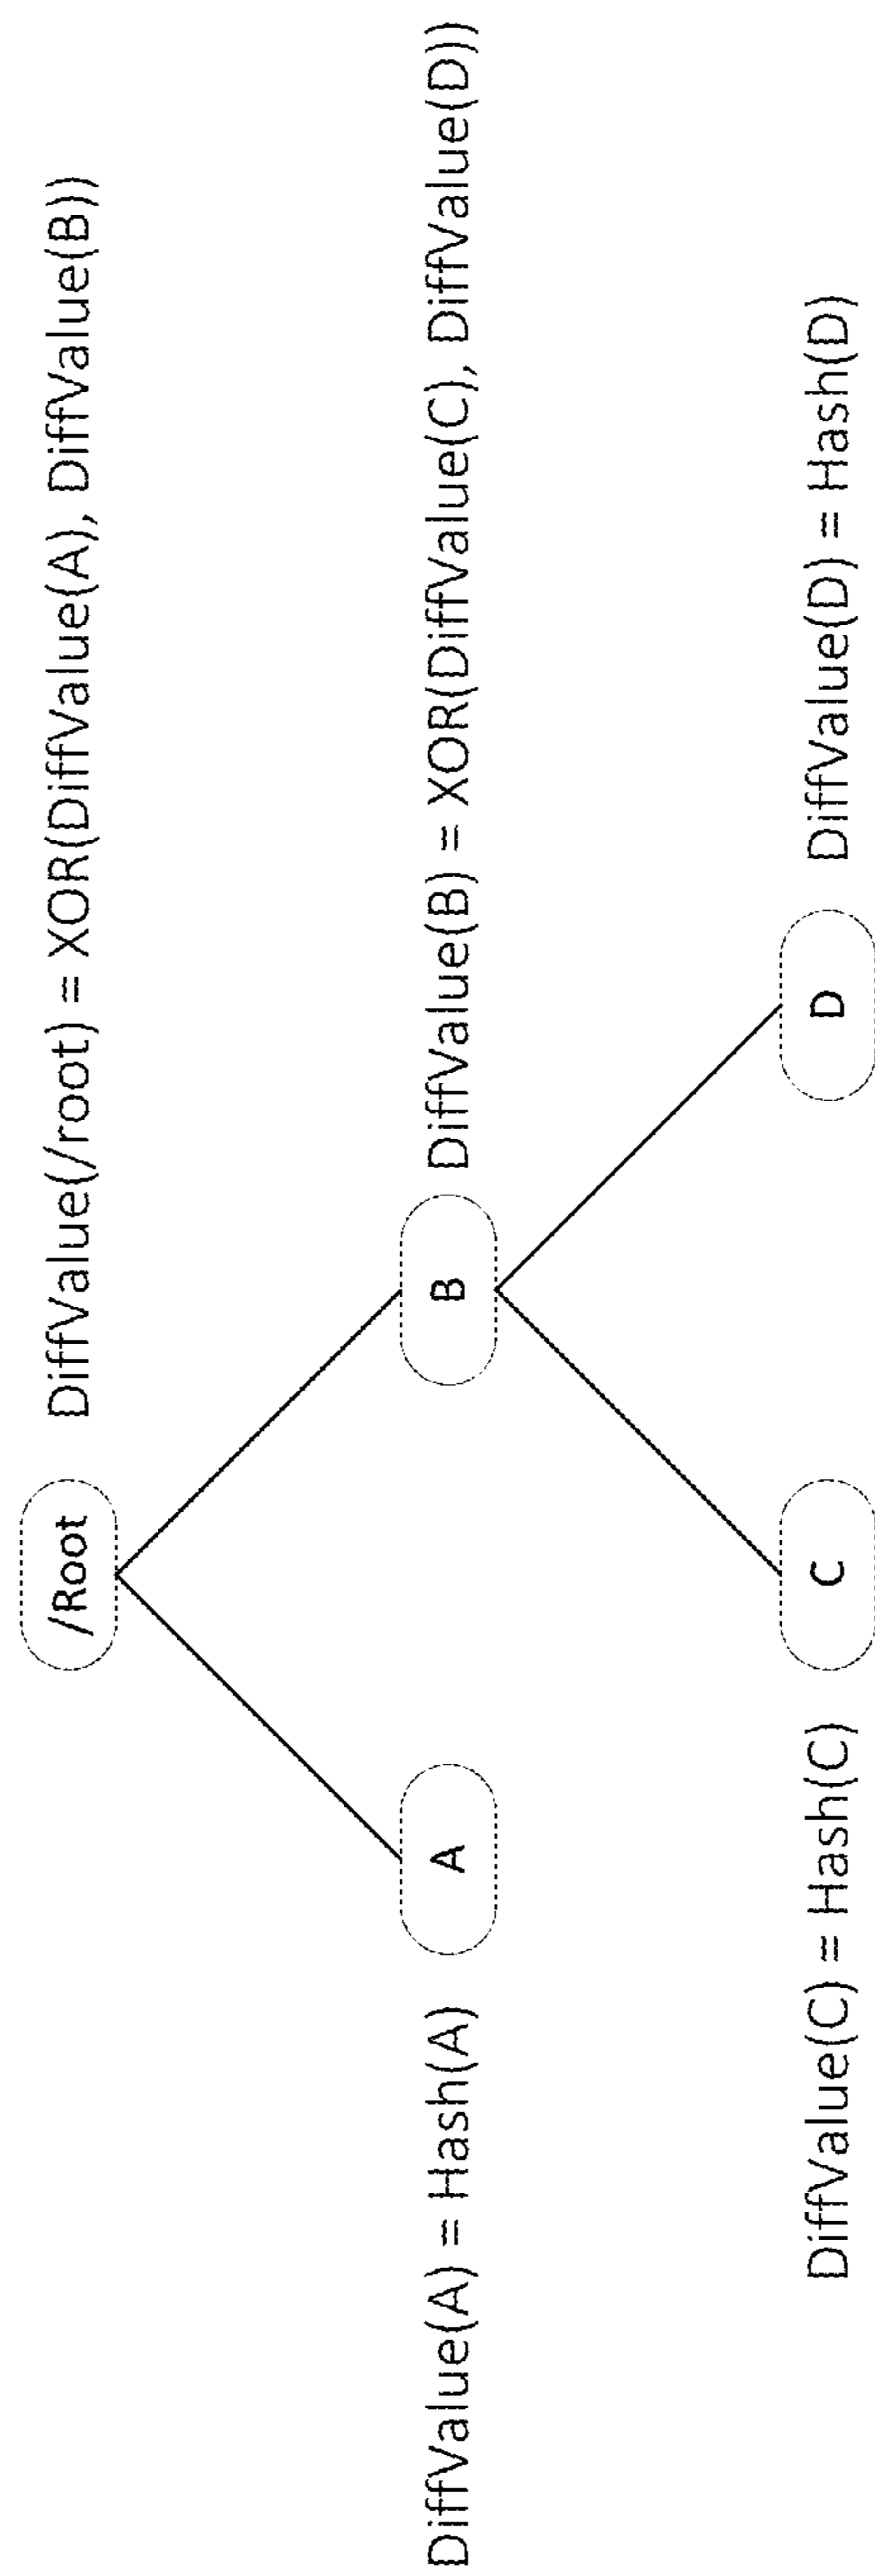 /Root DiffValue(/root) = XOR(DiffValue(A), DiffValue(B))
DiffValue(A) = Hash(A) A B DiffValue(B) = XOR(DiffValue(C), DiffValue(D))
DiffValue(C) = Hash(C) C D DiffValue(D) = Hash(D)